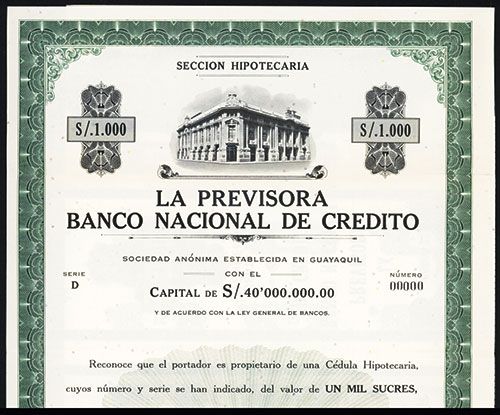 SECCION HIPOTECARIA
S/.1.000
S/.1.000
LA PREVISORA
BANCO NACIONAL DE CREDITO
SOCIEDAD ANÓNIMA ESTABLECIDA EN GUAYAQUIL
SERIE
D
CON EL
NÚMERO
00000
CAPITAL DE S/.40'000.000.00
Y DE ACUERDO CON LA LEY GENERAL DE BANCOS.
Reconoce que el portador es propietario de una Cédula Hipotecaria,
cuyos número y serie se han indicado, del valor de UN MIL SUCRES,